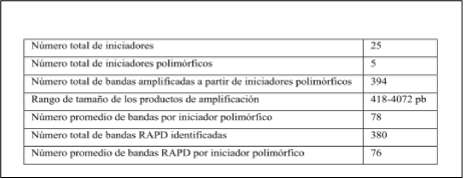 Número total de iniciadores 25
Número total de iniciadores polimórficos 5
Número total de bandas amplificadas a partir de iniciadores polimórficos 394
Rango de tamaño de los productos de amplificación 418-4072 pb
Número promedio de bandas por iniciador polimórfico 78
Número total de bandas RAPD identificadas 380
Número promedio de bandas RAPD por iniciador polimórfico 76